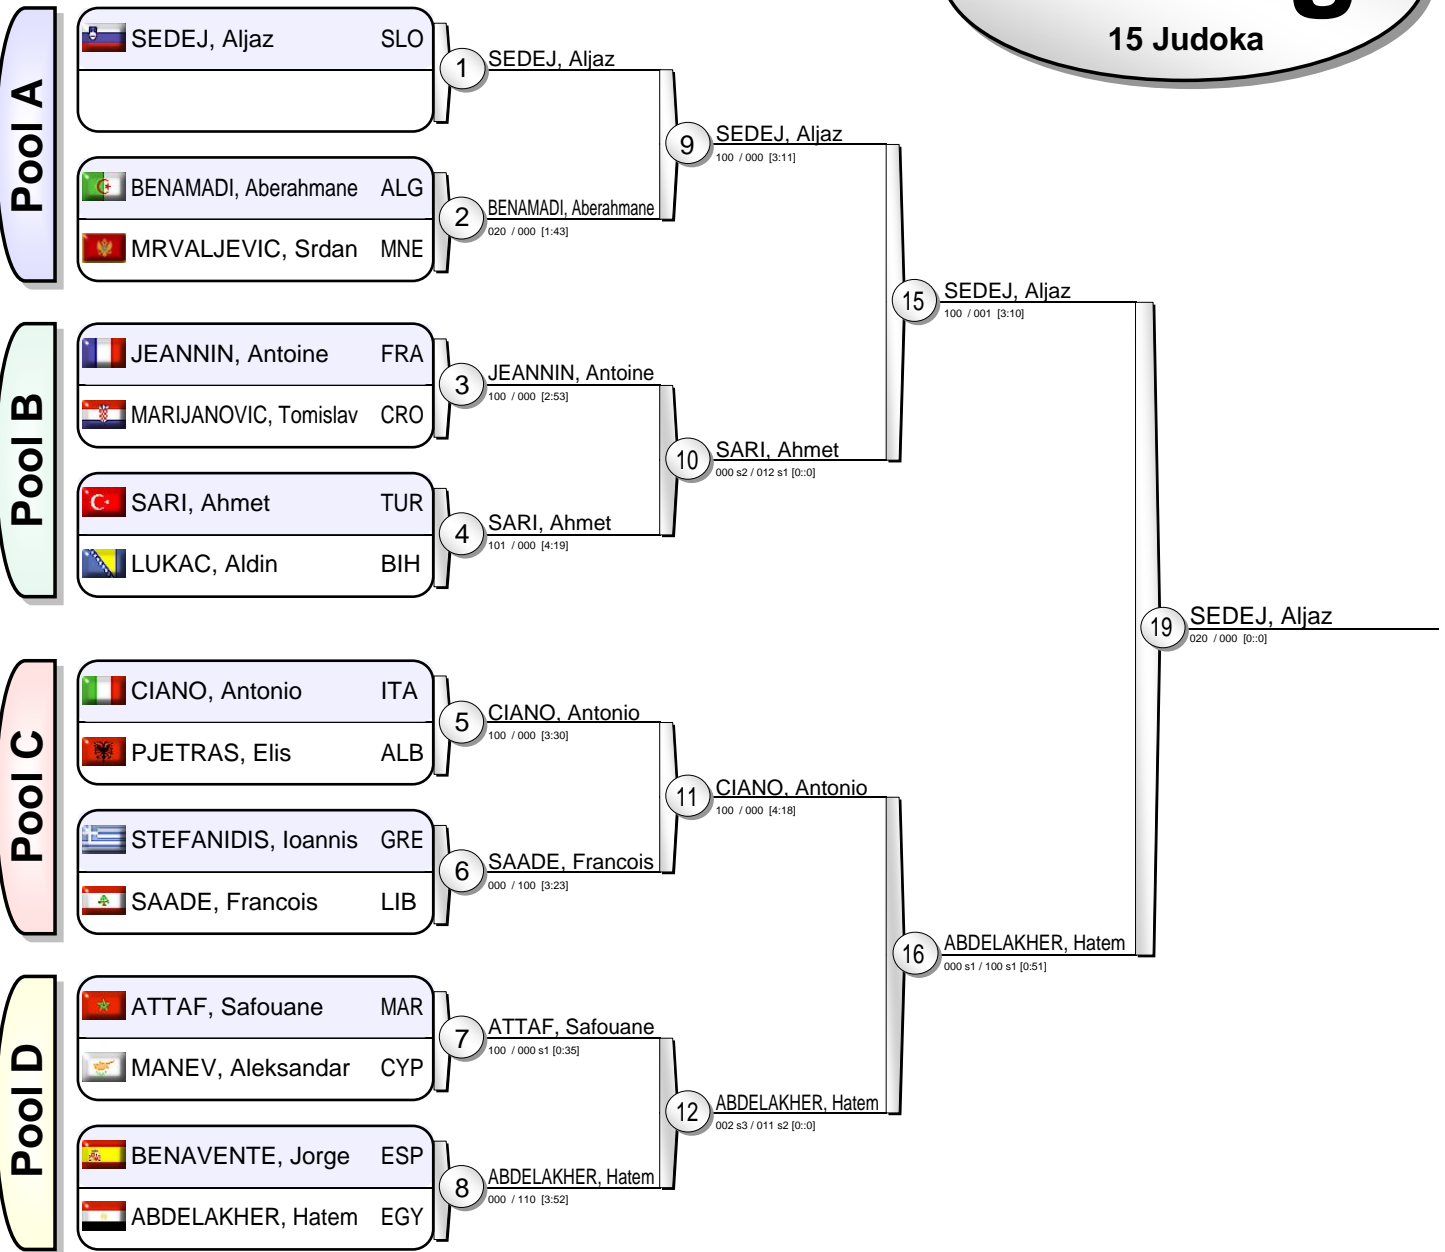 15 Judoka
Pool A
SEDEJ, Aljaz SLO
1
SEDEJ, Aljaz
BENAMADI, Aberahmane ALG
MRVALJEVIC, Srdan MNE
2
BENAMADI, Aberahmane
020 / 000 [1:43]
9
SEDEJ, Aljaz
100 / 000 [3:11]
Pool B
JEANNIN, Antoine FRA
MARIJANOVIC, Tomislav CRO
3
JEANNIN, Antoine
100 / 000 [2:53]
SARI, Ahmet TUR
LUKAC, Aldin BIH
4
SARI, Ahmet
101 / 000 [4:19]
10
SARI, Ahmet
000 s2 / 012 s1 [0::0]
15
SEDEJ, Aljaz
100 / 001 [3:10]
Pool C
CIANO, Antonio ITA
PJETRAS, Elis ALB
5
CIANO, Antonio
100 / 000 [3:30]
STEFANIDIS, Ioannis GRE
SAADE, Francois LIB
6
SAADE, Francois
000 / 100 [3:23]
11
CIANO, Antonio
100 / 000 [4:18]
Pool D
ATTAF, Safouane MAR
MANEV, Aleksandar CYP
7
ATTAF, Safouane
100 / 000 s1 [0:35]
BENAVENTE, Jorge ESP
ABDELAKHER, Hatem EGY
8
ABDELAKHER, Hatem
000 / 110 [3:52]
12
ABDELAKHER, Hatem
002 s3 / 011 s2 [0::0]
16
ABDELAKHER, Hatem
000 s1 / 100 s1 [0:51]
19
SEDEJ, Aljaz
020 / 000 [0::0]